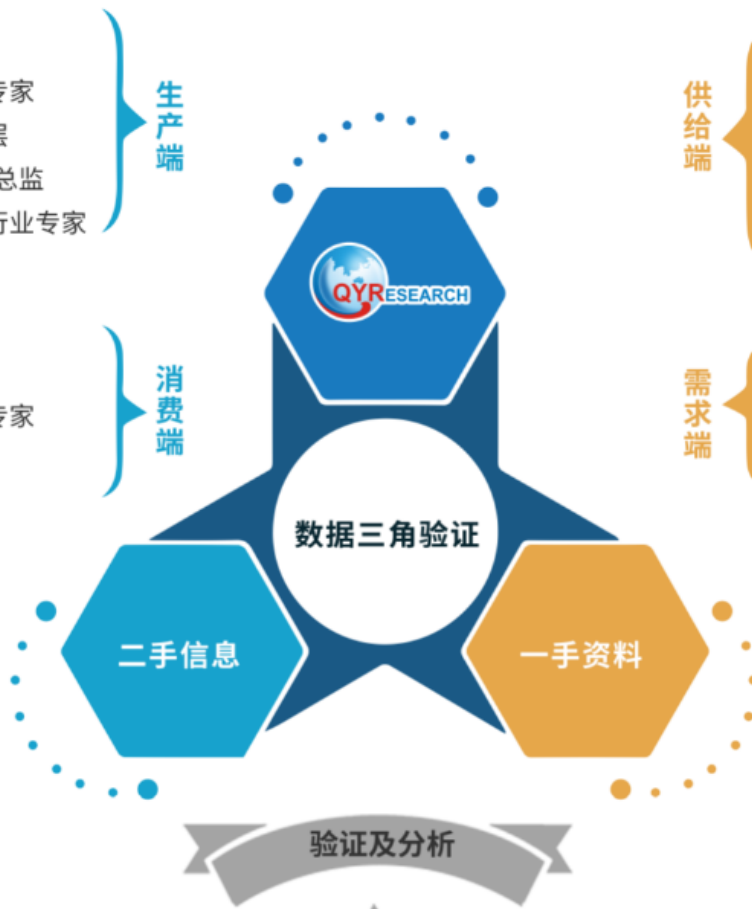 专家
生产端
层
总监
行业专家
供给端
QYRESEARCH
消费端
专家
需求端
数据三角验证
二手信息
一手资料
验证及分析